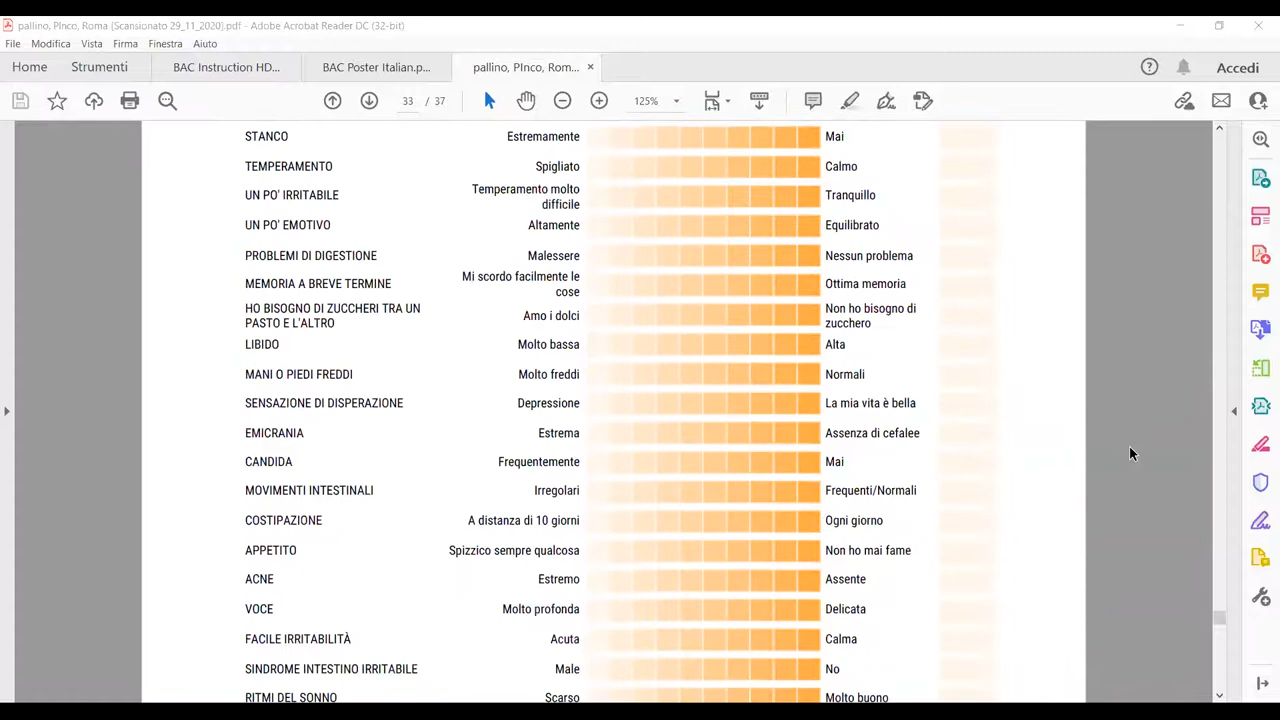 pallino, PInco, Roma [Scansionato 29_11_2020].pdf - Adobe Acrobat Reader DC (32-bit)
File Modifica Vista Firma Finestra Aiuto
Home Strumenti BAC Instruction HD... BAC Poster Italian.p... pallino, PInco, Rom... Accedi
33 / 37 125%
STANCO Estremamente Mai
TEMPERAMENTO Spigliato Calmo
UN PO' IRRITABILE Temperamento molto difficile Tranquillo
UN PO' EMOTIVO Altamente Equilibrato
PROBLEMI DI DIGESTIONE Malessere Nessun problema
MEMORIA A BREVE TERMINE Mi scordo facilmente le cose Ottima memoria
HO BISOGNO DI ZUCCHERI TRA UN PASTO E L'ALTRO Amo i dolci Non ho bisogno di zucchero
LIBIDO Molto bassa Alta
MANI O PIEDI FREDDI Molto freddi Normali
SENSAZIONE DI DISPERAZIONE Depressione La mia vita è bella
EMICRANIA Estrema Assenza di cefalee
CANDIDA Frequentemente Mai
MOVIMENTI INTESTINALI Irregolari Frequenti/Normali
COSTIPAZIONE A distanza di 10 giorni Ogni giorno
APPETITO Spizzico sempre qualcosa Non ho mai fame
ACNE Estremo Assente
VOCE Molto profonda Delicata
FACILE IRRITABILITÀ Acuta Calma
SINDROME INTESTINO IRRITABILE Male No
RITMI DEL SONNO Scarso Molto buono